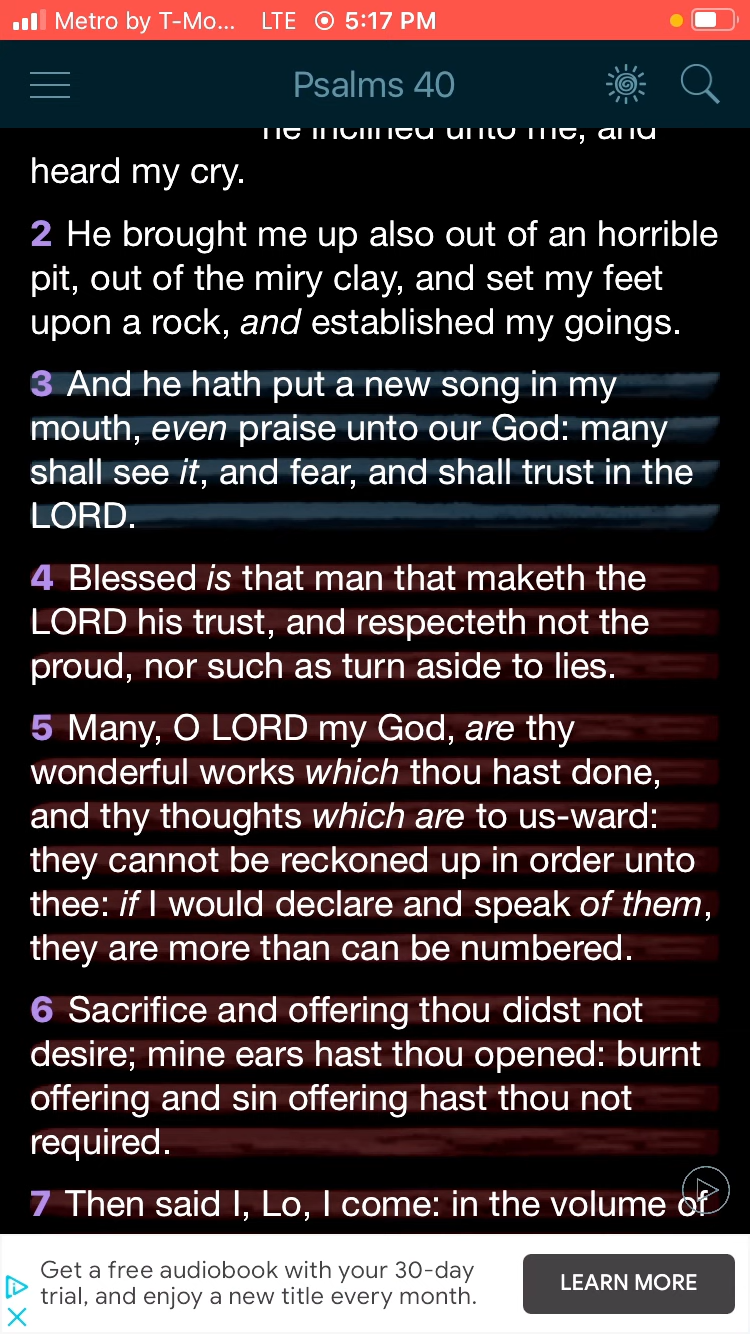 Metro by T-Mo... LTE 5:17 PM
Psalms 40
he inclined unto me, and
heard my cry.
2 He brought me up also out of an horrible
pit, out of the miry clay, and set my feet
upon a rock, and established my goings.
3 And he hath put a new song in my
mouth, even praise unto our God: many
shall see it, and fear, and shall trust in the
LORD.
4 Blessed is that man that maketh the
LORD his trust, and respecteth not the
proud, nor such as turn aside to lies.
5 Many, O LORD my God, are thy
wonderful works which thou hast done,
and thy thoughts which are to us-ward:
they cannot be reckoned up in order unto
thee: if I would declare and speak of them,
they are more than can be numbered.
6 Sacrifice and offering thou didst not
desire; mine ears hast thou opened: burnt
offering and sin offering hast thou not
required.
7 Then said I, Lo, I come: in the volume of
Get a free audiobook with your 30-day
trial, and enjoy a new title every month.
LEARN MORE